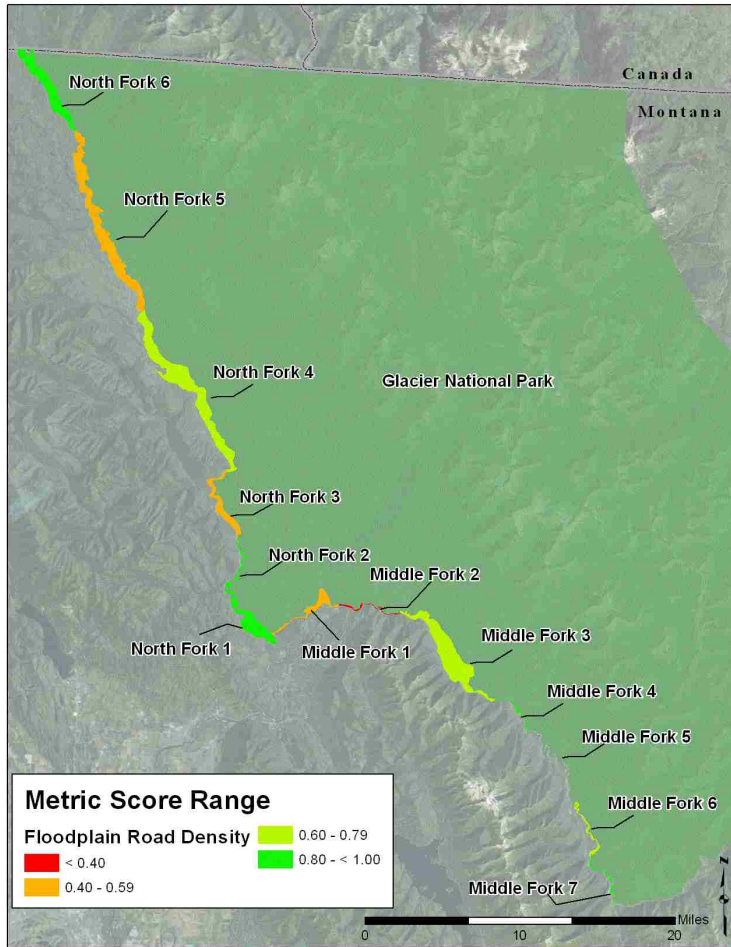 Canada
Montana
North Fork 6
North Fork 5
North Fork 4
Glacier National Park
North Fork 3
North Fork 2
Middle Fork 2
North Fork 1
Middle Fork 1
Middle Fork 3
Middle Fork 4
Middle Fork 5
Middle Fork 6
Middle Fork 7
Metric Score Range
Floodplain Road Density
< 0.40
0.40 - 0.59
0.60 - 0.79
0.80 - < 1.00
Miles
0 10 20
N